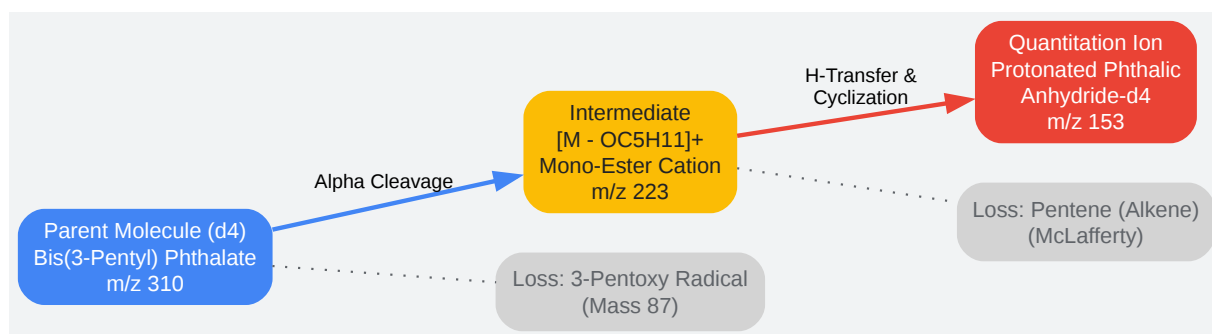 Parent Molecule (d4)
Bis(3-Pentyl) Phthalate
m/z 310
Alpha Cleavage
Loss: 3-Pentoxy Radical
(Mass 87)
Intermediate
[M - OC5H11]+
Mono-Ester Cation
m/z 223
H-Transfer &
Cyclization
Loss: Pentene (Alkene)
(McLafferty)
Quantitation Ion
Protonated Phthalic
Anhydride-d4
m/z 153